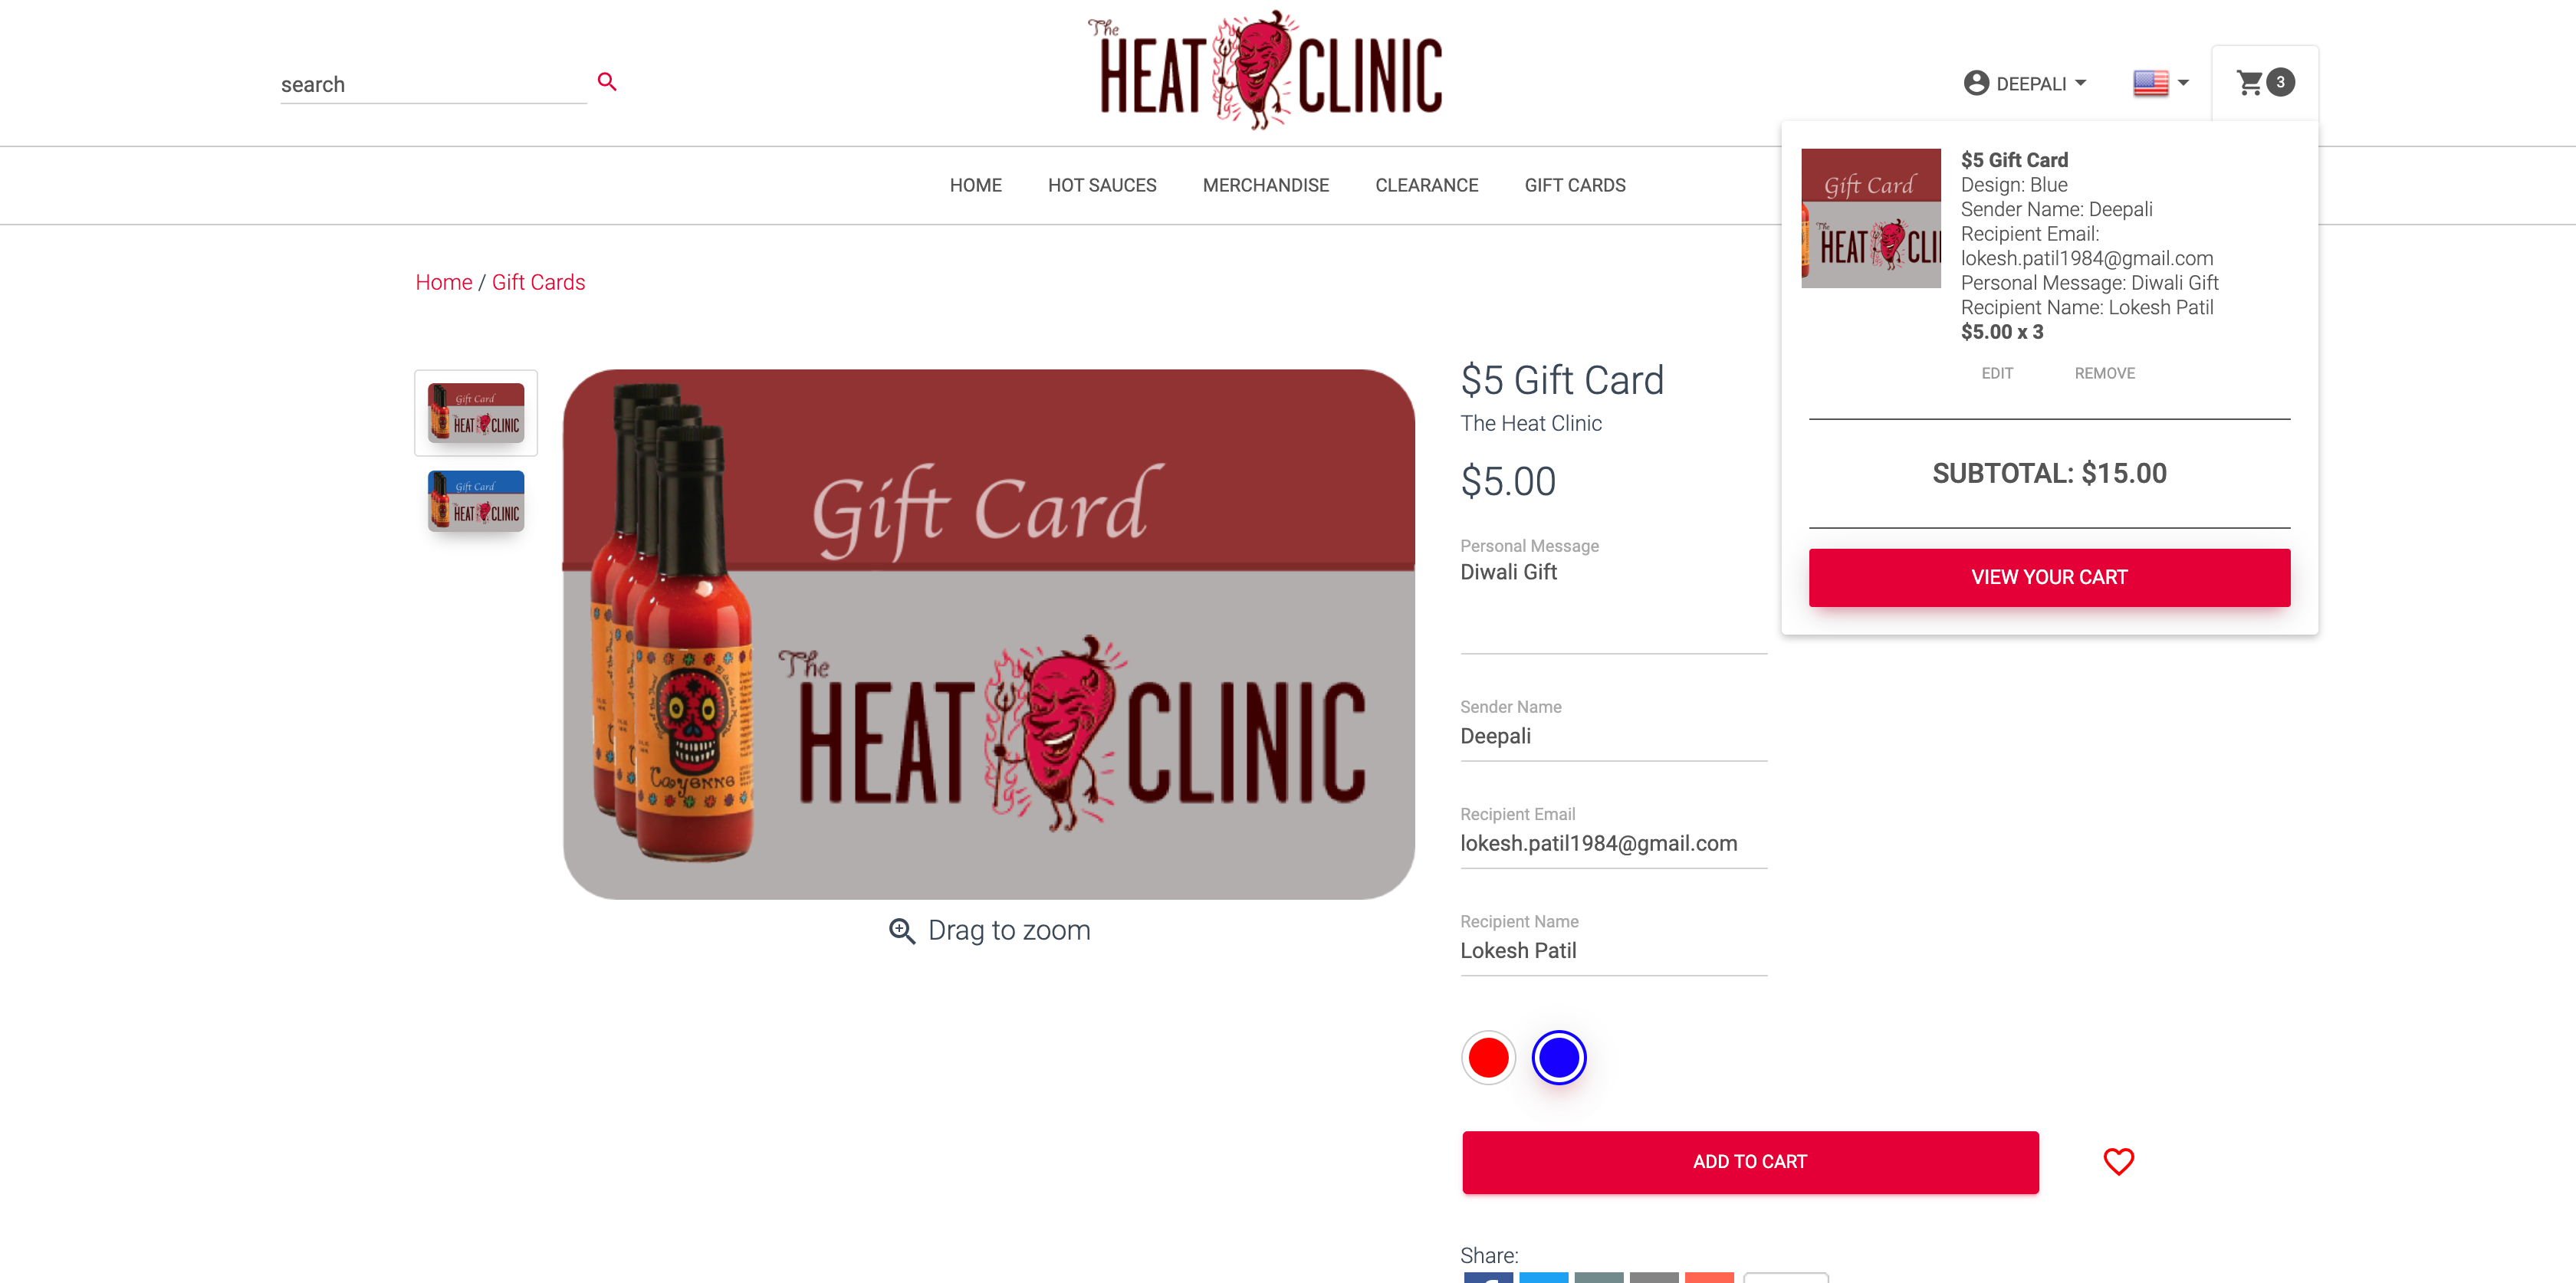 The
HEAT CLINIC
search
DEEPALI
3
HOME
HOT SAUCES
MERCHANDISE
CLEARANCE
GIFT CARDS
Gift Card
The
HEAT CLI
$5 Gift Card
Design: Blue
Sender Name: Deepali
Recipient Email:
lokesh.patil1984@gmail.com
Personal Message: Diwali Gift
Recipient Name: Lokesh Patil
$5.00 x 3
EDIT
REMOVE
SUBTOTAL: $15.00
VIEW YOUR CART
Home / Gift Cards
Gift Card
HEAT CLINIC
Gift Card
HEAT CLINIC
Gift Card
The
HEAT CLINIC
Cayenne
Drag to zoom
$5 Gift Card
The Heat Clinic
$5.00
Personal Message
Diwali Gift
Sender Name
Deepali
Recipient Email
lokesh.patil1984@gmail.com
Recipient Name
Lokesh Patil
ADD TO CART
Share: